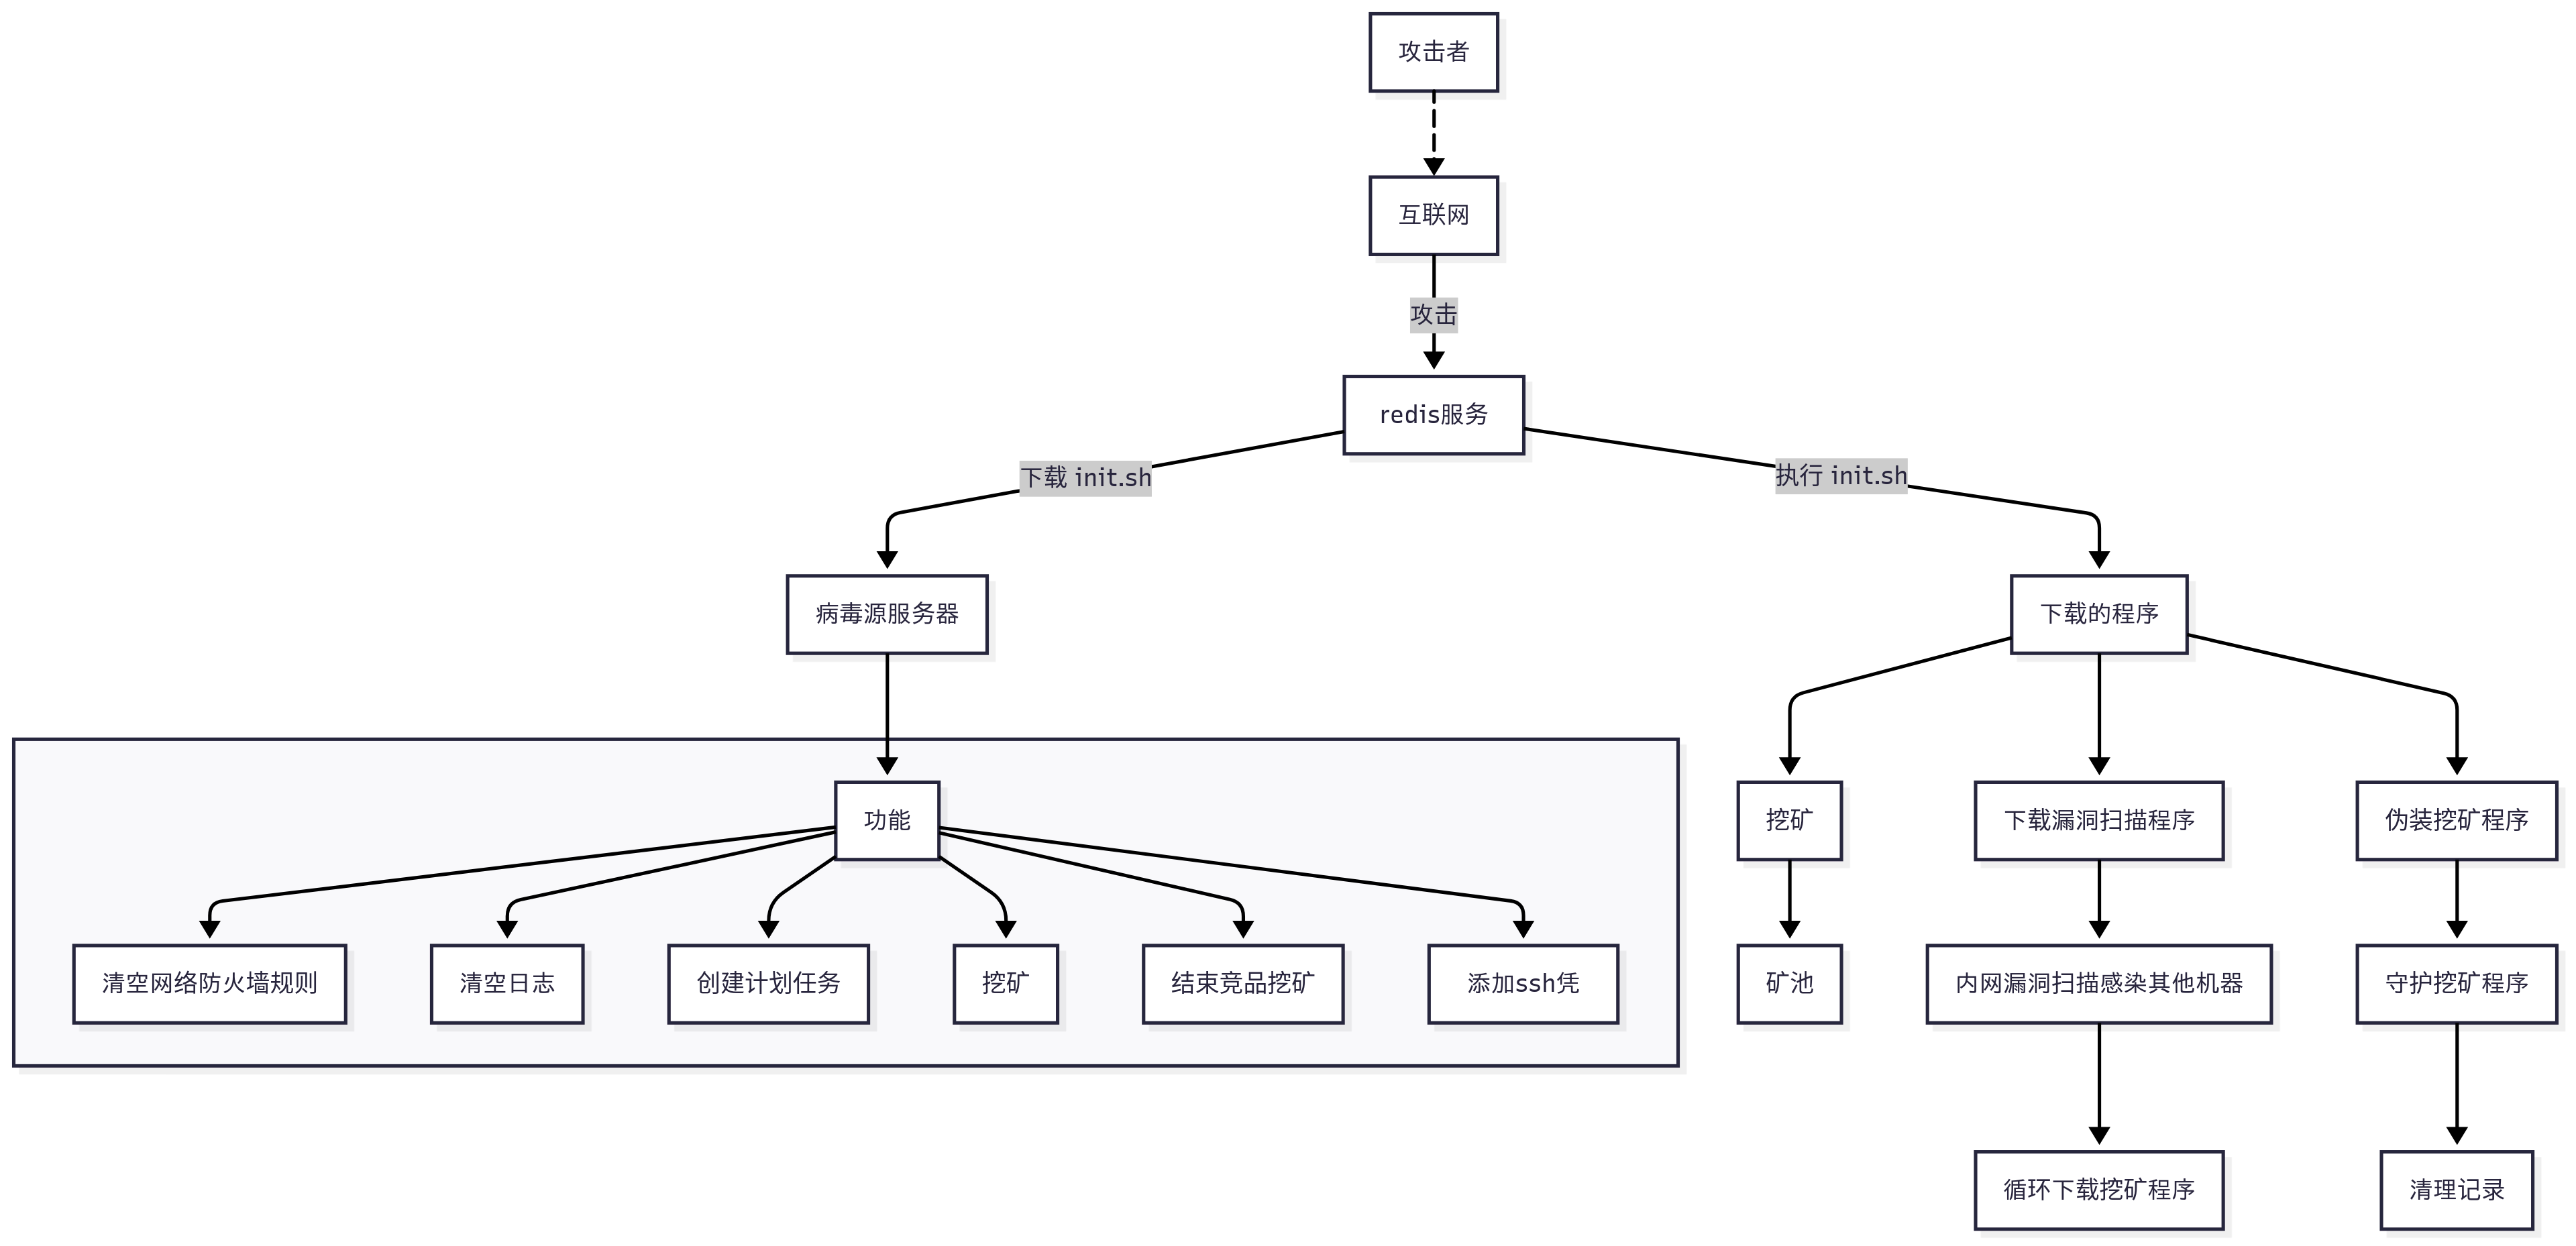 攻击者
互联网
攻击
redis服务
下载 init.sh
执行 init.sh
病毒源服务器
下载的程序
功能
挖矿
下载漏洞扫描程序
伪装挖矿程序
清空网络防火墙规则
清空日志
创建计划任务
挖矿
结束竞品挖矿
添加ssh凭
矿池
内网漏洞扫描感染其他机器
守护挖矿程序
循环下载挖矿程序
清理记录